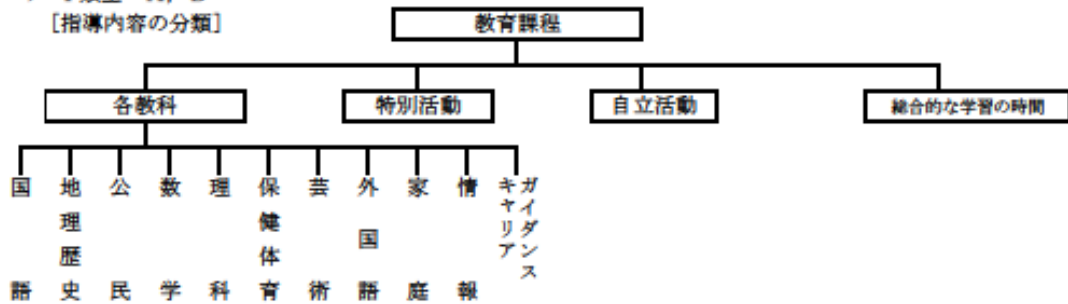 [指導内容の分類]
教育課程
各教科
特別活動
自立活動
総合的な学習の時間
国語
地理歴史
公民
数学
理科
保健体育
芸術
外国語
家庭
情報
キャリア
ガイダンス